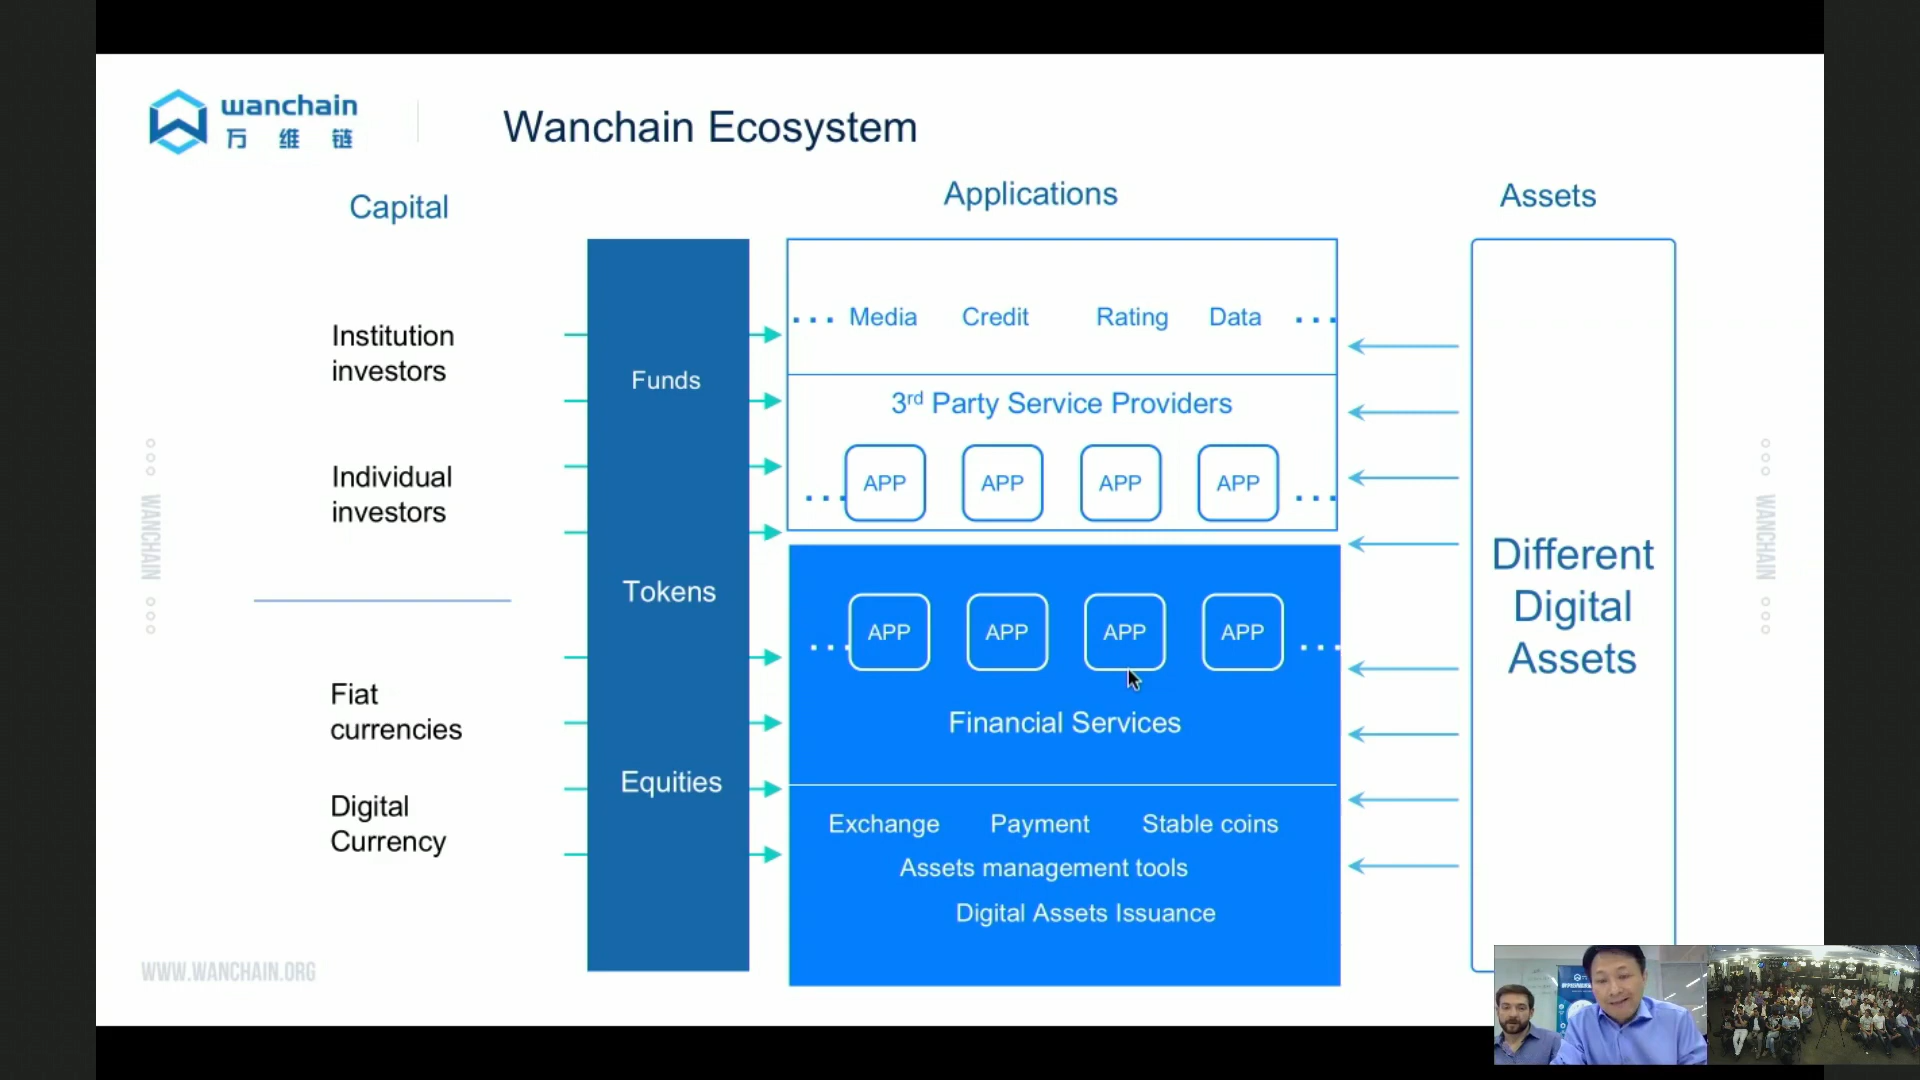 wanchain
万 维 链
Wanchain Ecosystem
Capital
Applications
Assets
Institution
investors
Individual
investors
Fiat
currencies
Digital
Currency
Funds
Tokens
Equities
... Media Credit Rating Data ...
3rd Party Service Providers
... APP APP APP APP ...
... APP APP APP APP ...
Financial Services
Exchange Payment Stable coins
Assets management tools
Digital Assets Issuance
Different
Digital
Assets
WANCHAIN
WANCHAIN
WWW.WANCHAIN.ORG